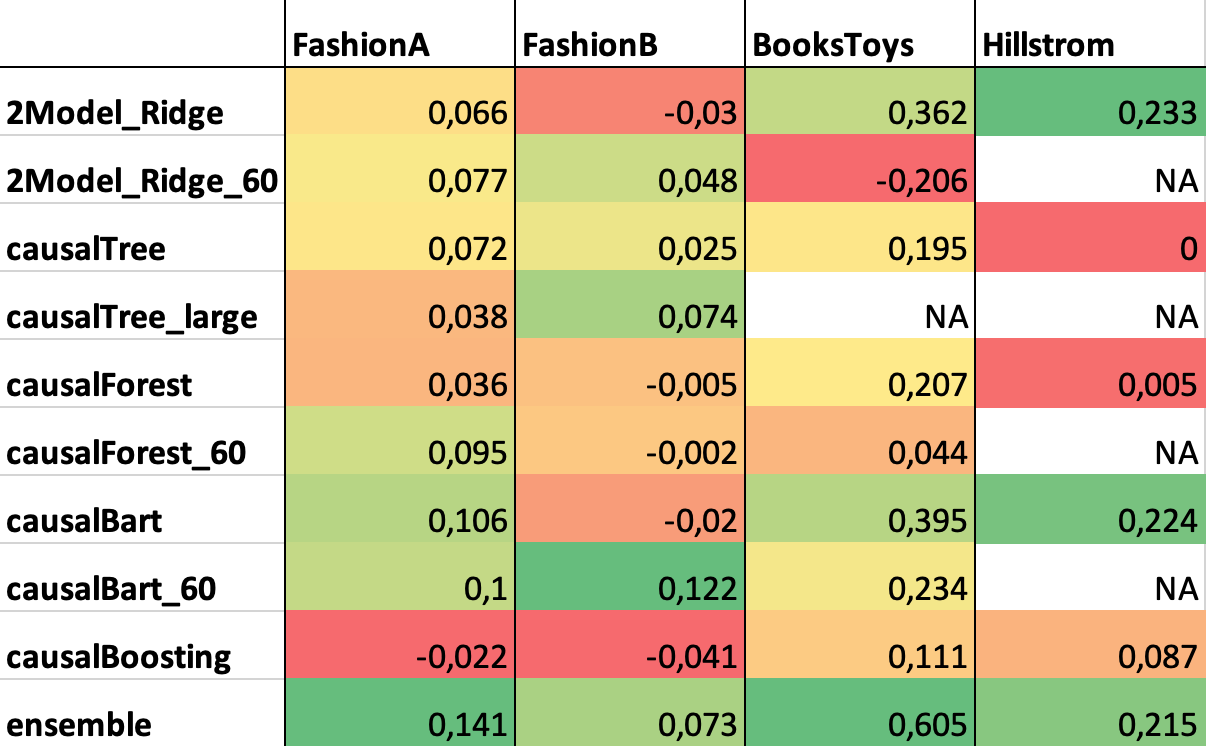 FashionA FashionB BooksToys Hillstrom
2Model_Ridge 0,066 -0,03 0,362 0,233
2Model_Ridge_60 0,077 0,048 -0,206 NA
causalTree 0,072 0,025 0,195 0
causalTree_large 0,038 0,074 NA NA
causalForest 0,036 -0,005 0,207 0,005
causalForest_60 0,095 -0,002 0,044 NA
causalBart 0,106 -0,02 0,395 0,224
causalBart_60 0,1 0,122 0,234 NA
causalBoosting -0,022 -0,041 0,111 0,087
ensemble 0,141 0,073 0,605 0,215